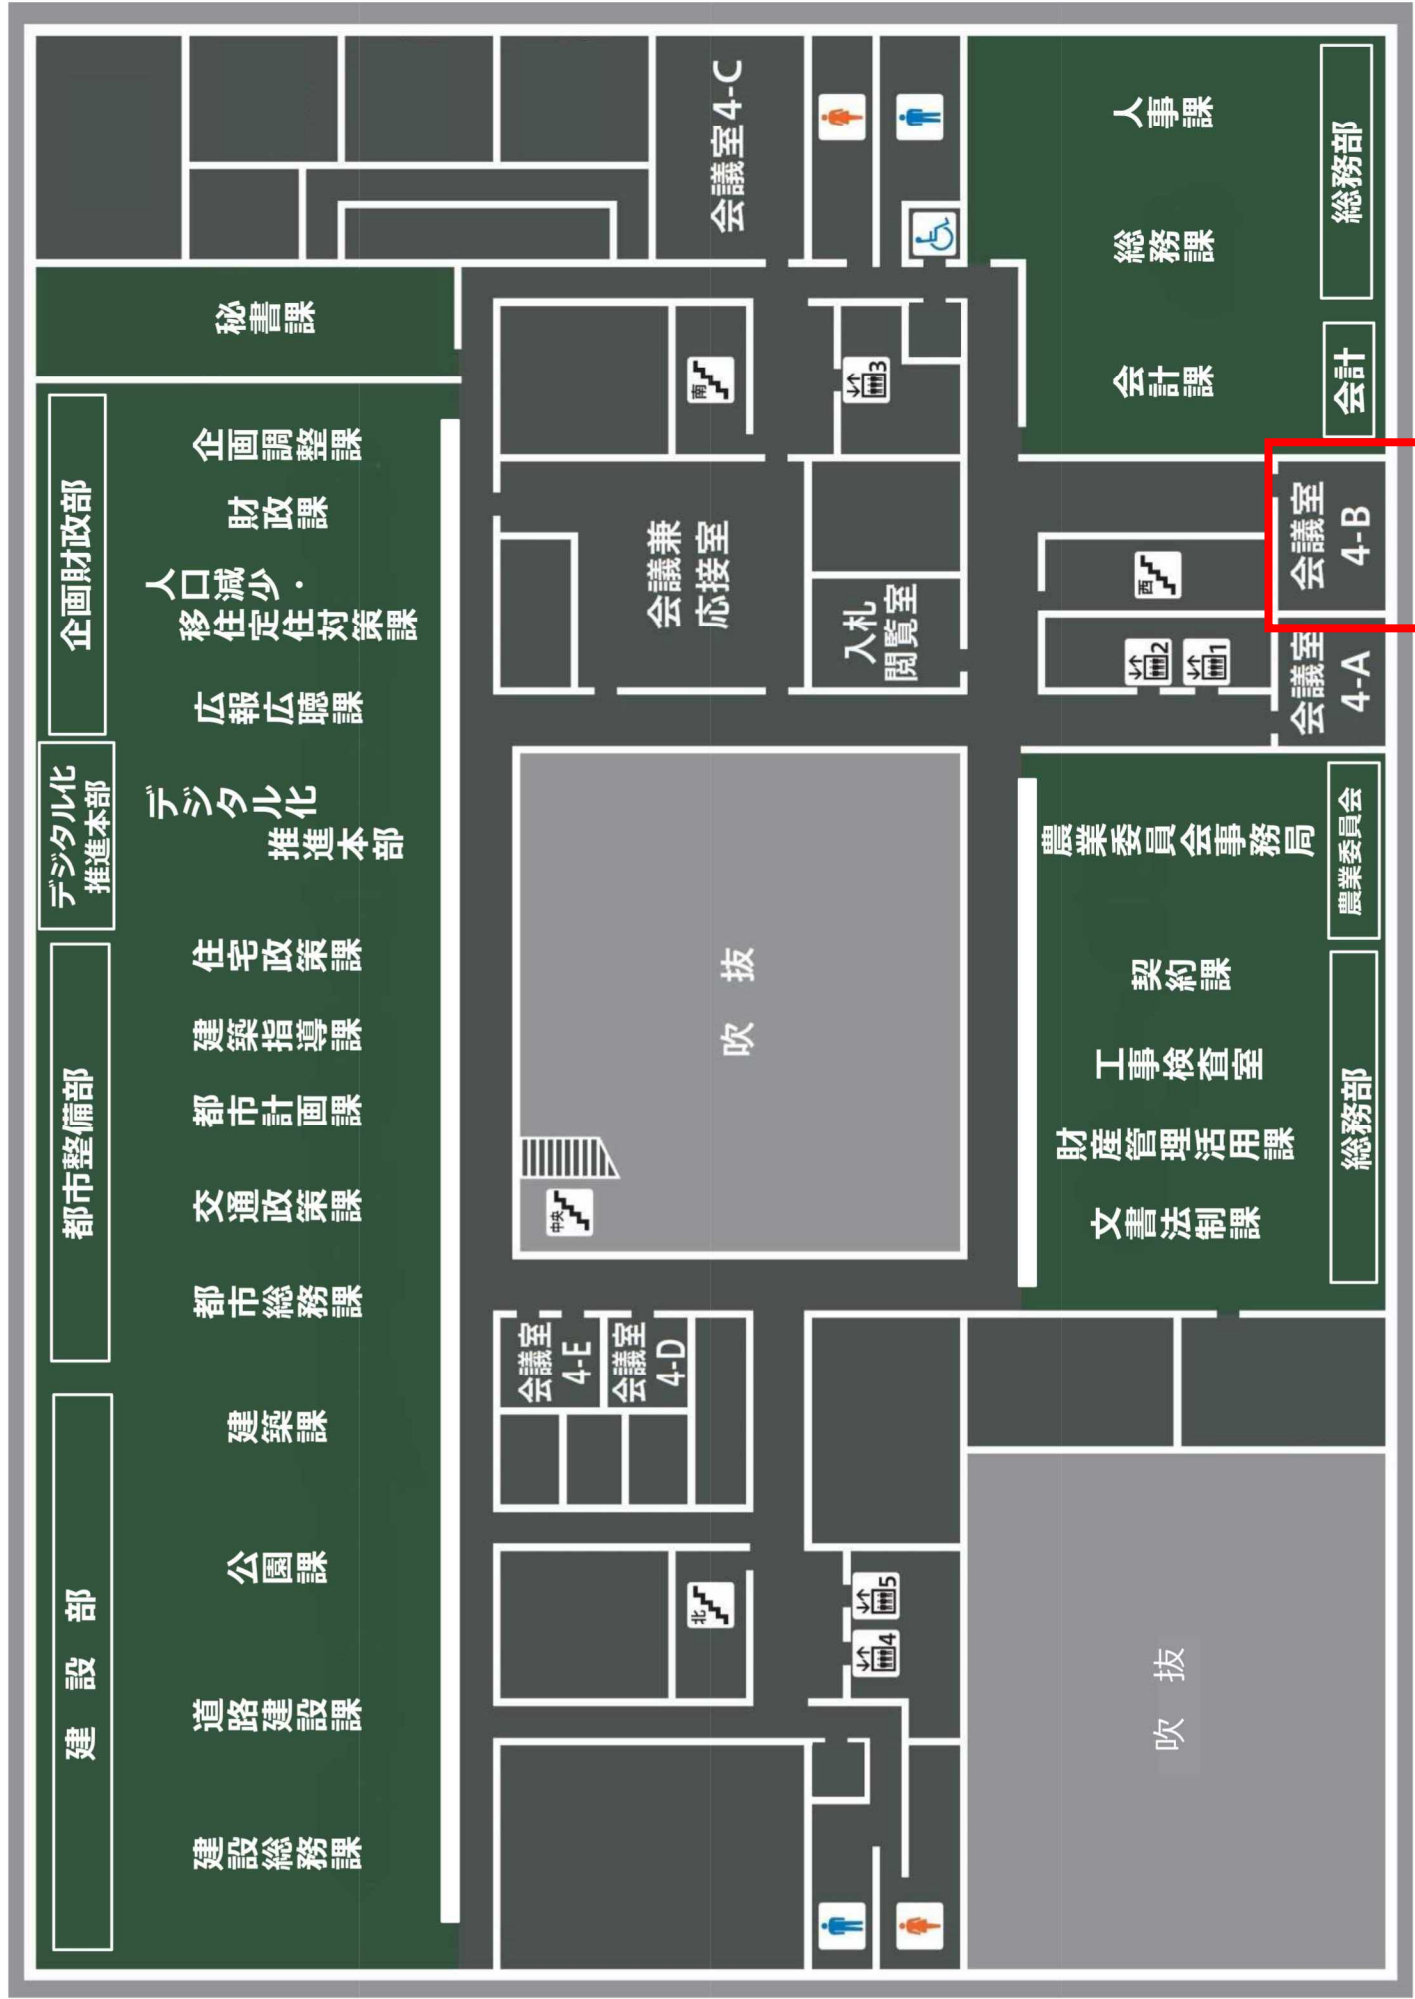 建　設　部
都市整備部
デジタル化
推進本部
企画財政部
建設総務課
道路建設課
公園課
建築課
都市総務課
交通政策課
都市計画課
建築指導課
住宅政策課
デジタル化
推進本部
広報広聴課
人口減少・
移住定住対策課
財政課
企画調整課
秘書課
北
会議室
4-E
会議室
4-D
中央
吹　抜
会議兼
応接室
南
会議室4-C
4
5
入札
閲覧室
3
吹　抜
文書法制課
財産管理活用課
工事検査室
契約課
農業委員会事務局
総務部
農業委員会
2
1
西
会議室
4-A
会議室
4-B
会計課
総務課
人事課
会計
総務部